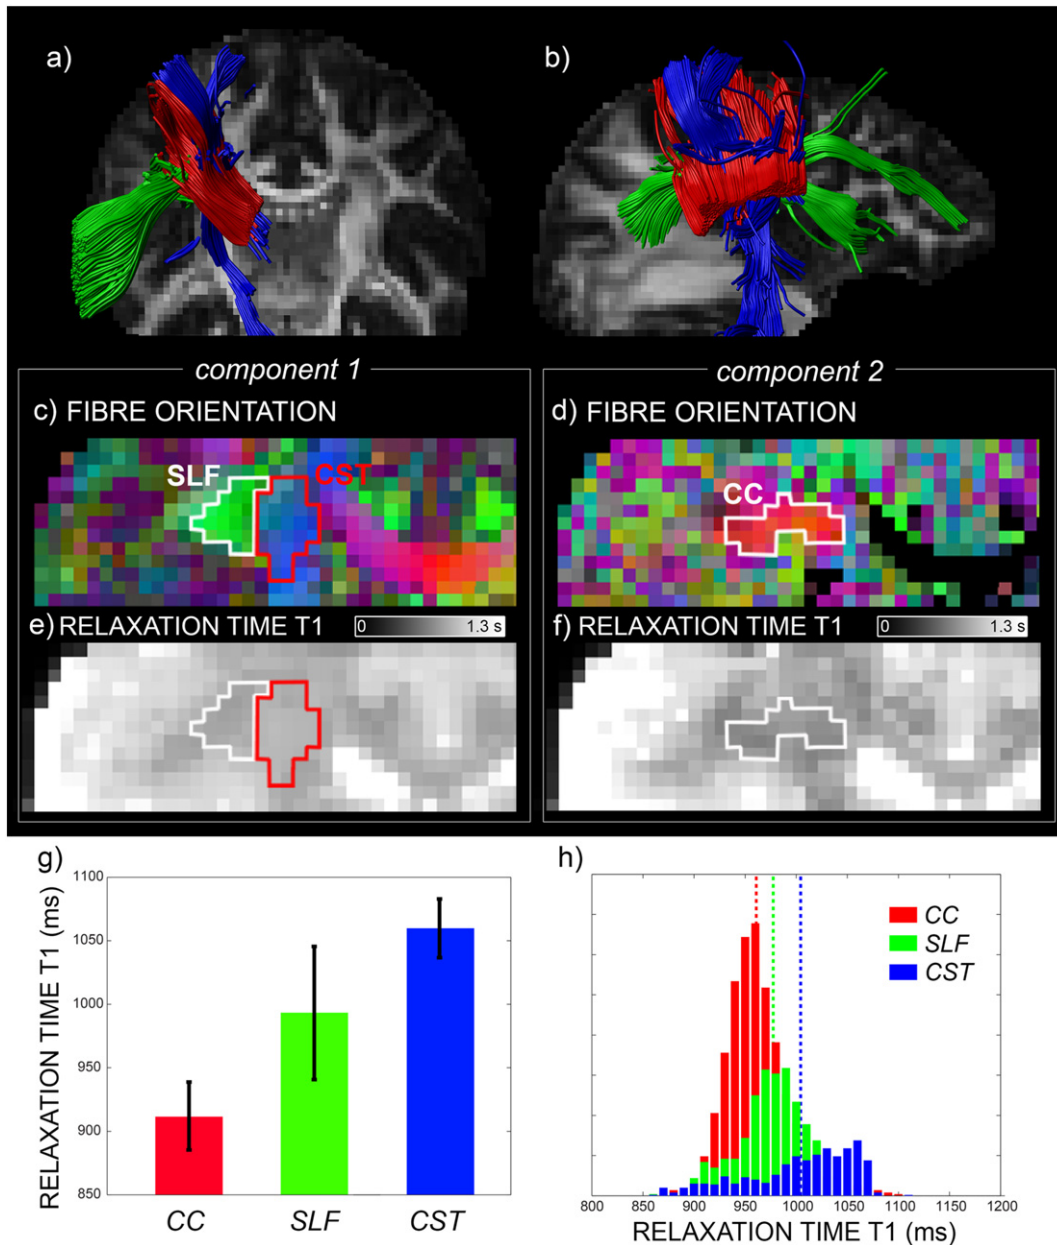 a)
b)
component 1
component 2
c) FIBRE ORIENTATION
d) FIBRE ORIENTATION
SLF
CST
CC
e) RELAXATION TIME T1
0
1.3 s
f) RELAXATION TIME T1
0
1.3 s
g)
h)
RELAXATION TIME T1 (ms)
1100
1050
1000
950
900
850
CC
SLF
CST
CC
SLF
CST
800
850
900
950
1000
1050
1100
1150
1200
RELAXATION TIME T1 (ms)